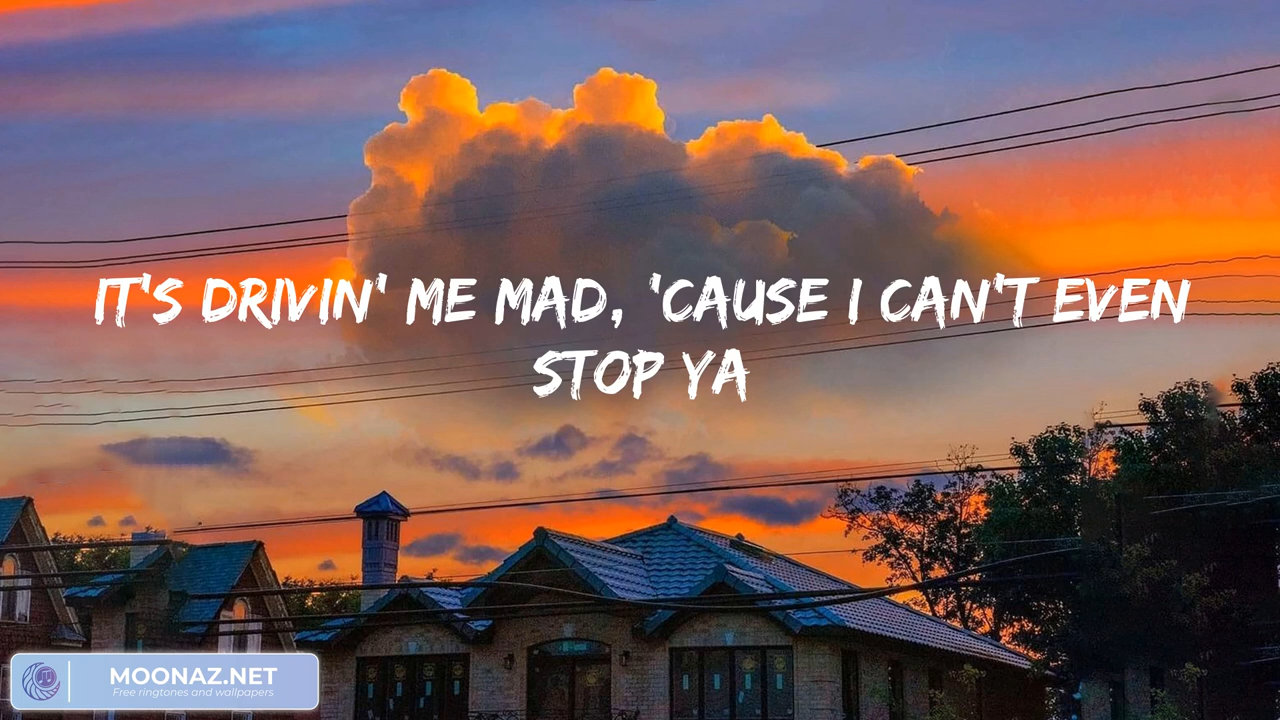 IT'S DRIVIN' ME MAD, 'CAUSE I CAN'T EVEN
STOP YA
MOONAZ.NET
Free ringtones and wallpapers